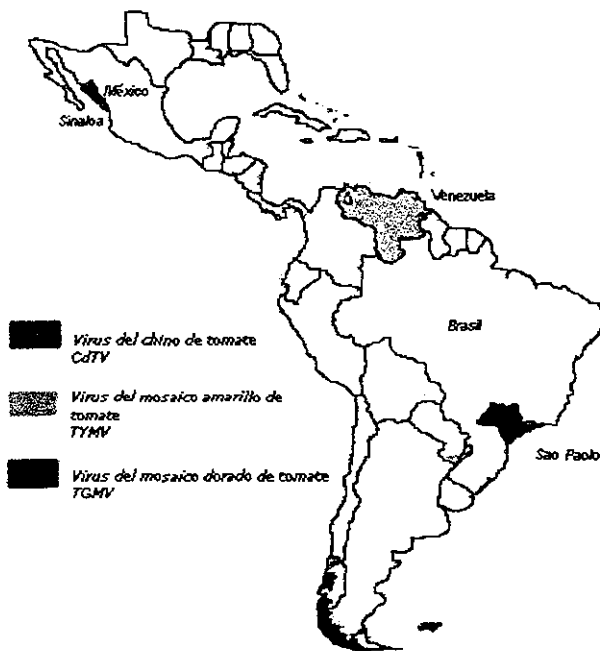 México
Sinaloa
Venezuela
Brasil
Virus del chino de tomate
CdTV
Virus del mosaico amarillo de
tomate
TYMV
Sao Paolo
Virus del mosaico dorado de tomate
TGMV